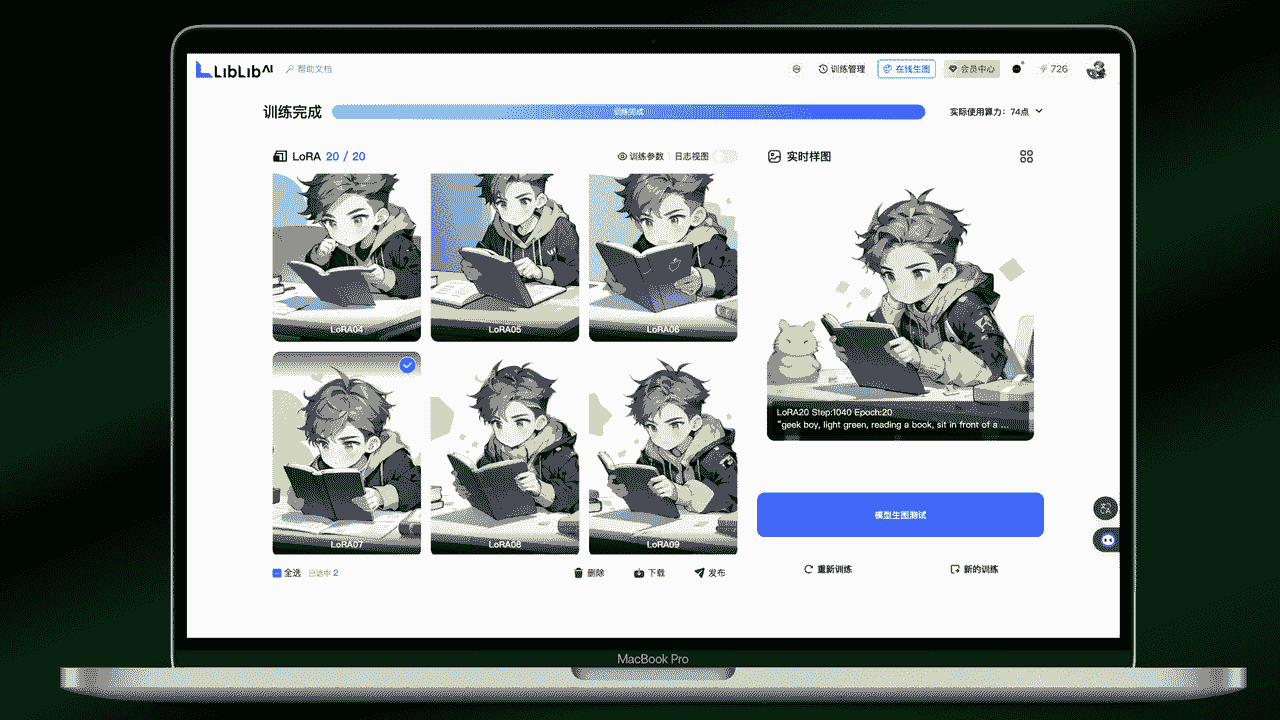 LibLibAI
帮助文档
训练管理
在线生图
会员中心
726
训练完成
训练完成
实际使用算力：74点
LoRA 20 / 20
训练参数
日志视图
实时样图
LoRA04
LoRA05
LoRA06
LoRA07
LoRA08
LoRA09
LoRA20 Step:1040 Epoch:20
"geek boy, light green, reading a book, sit in front of a ...
模型生图测试
全选
已选中 2
删除
下载
发布
重新训练
新的训练
MacBook Pro